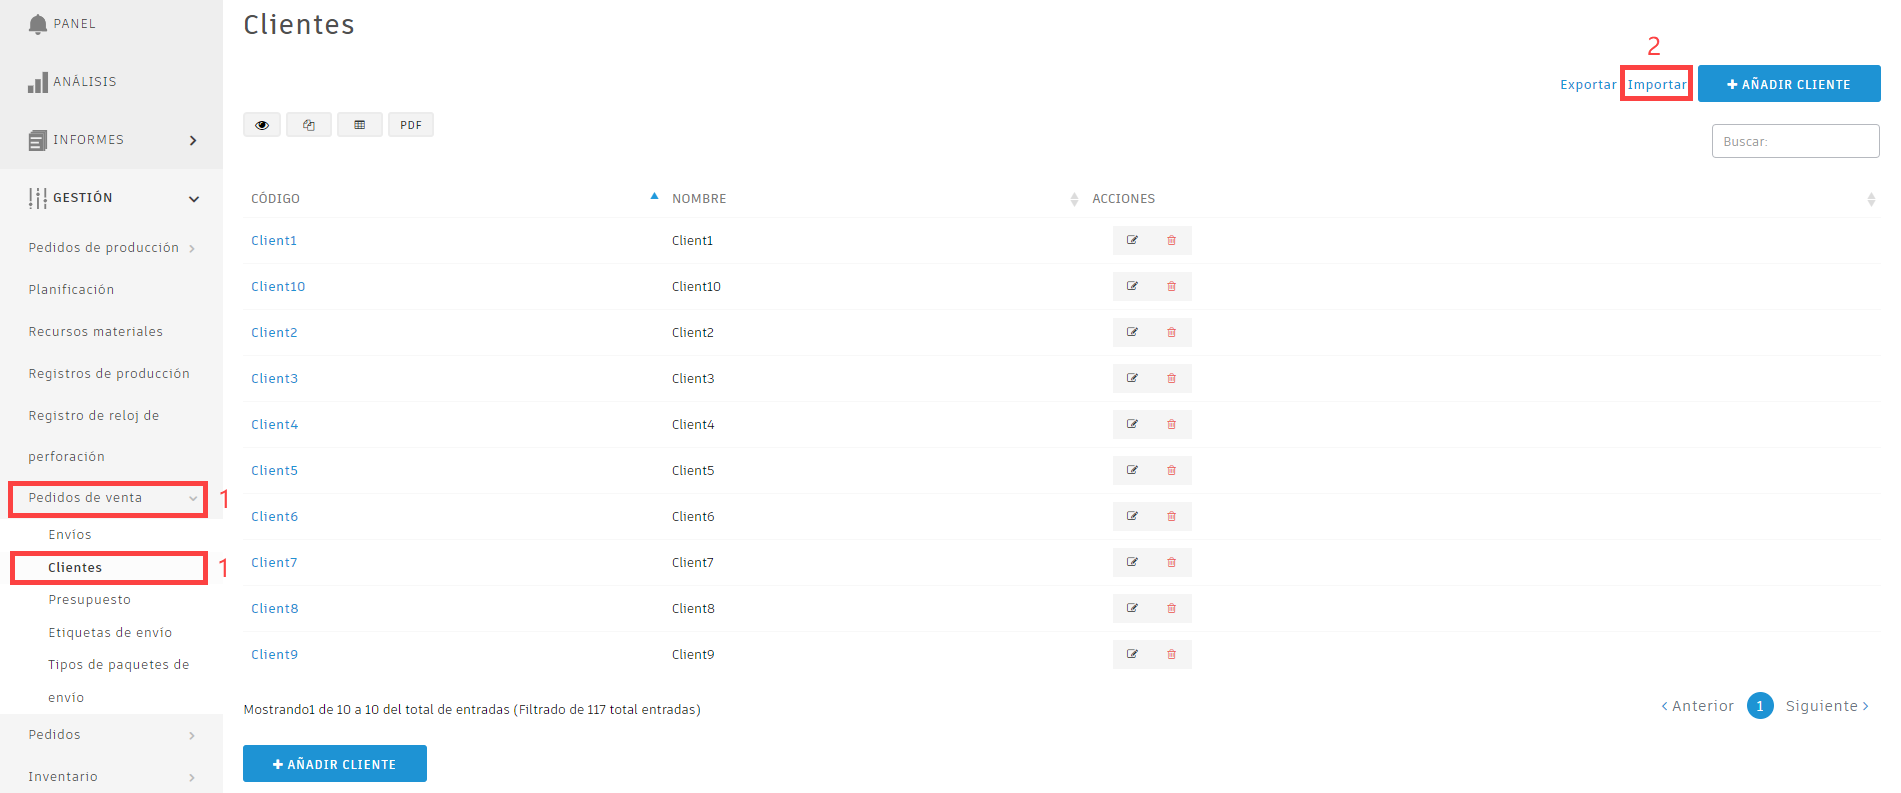 PANEL
ANÁLISIS
INFORMES
GESTIÓN
Pedidos de producción
Planificación
Recursos materiales
Registros de producción
Registro de reloj de
perforación
Pedidos de venta 1
Envíos
Clientes 1
Presupuesto
Etiquetas de envío
Tipos de paquetes de
envío
Pedidos
Inventario
Clientes
2
Exportar Importar AÑADIR CLIENTE
PDF
Buscar:
CÓDIGO NOMBRE ACCIONES
Client1 Client1
Client10 Client10
Client2 Client2
Client3 Client3
Client4 Client4
Client5 Client5
Client6 Client6
Client7 Client7
Client8 Client8
Client9 Client9
Mostrando1 de 10 a 10 del total de entradas (Filtrado de 117 total entradas)
Anterior 1 Siguiente
AÑADIR CLIENTE